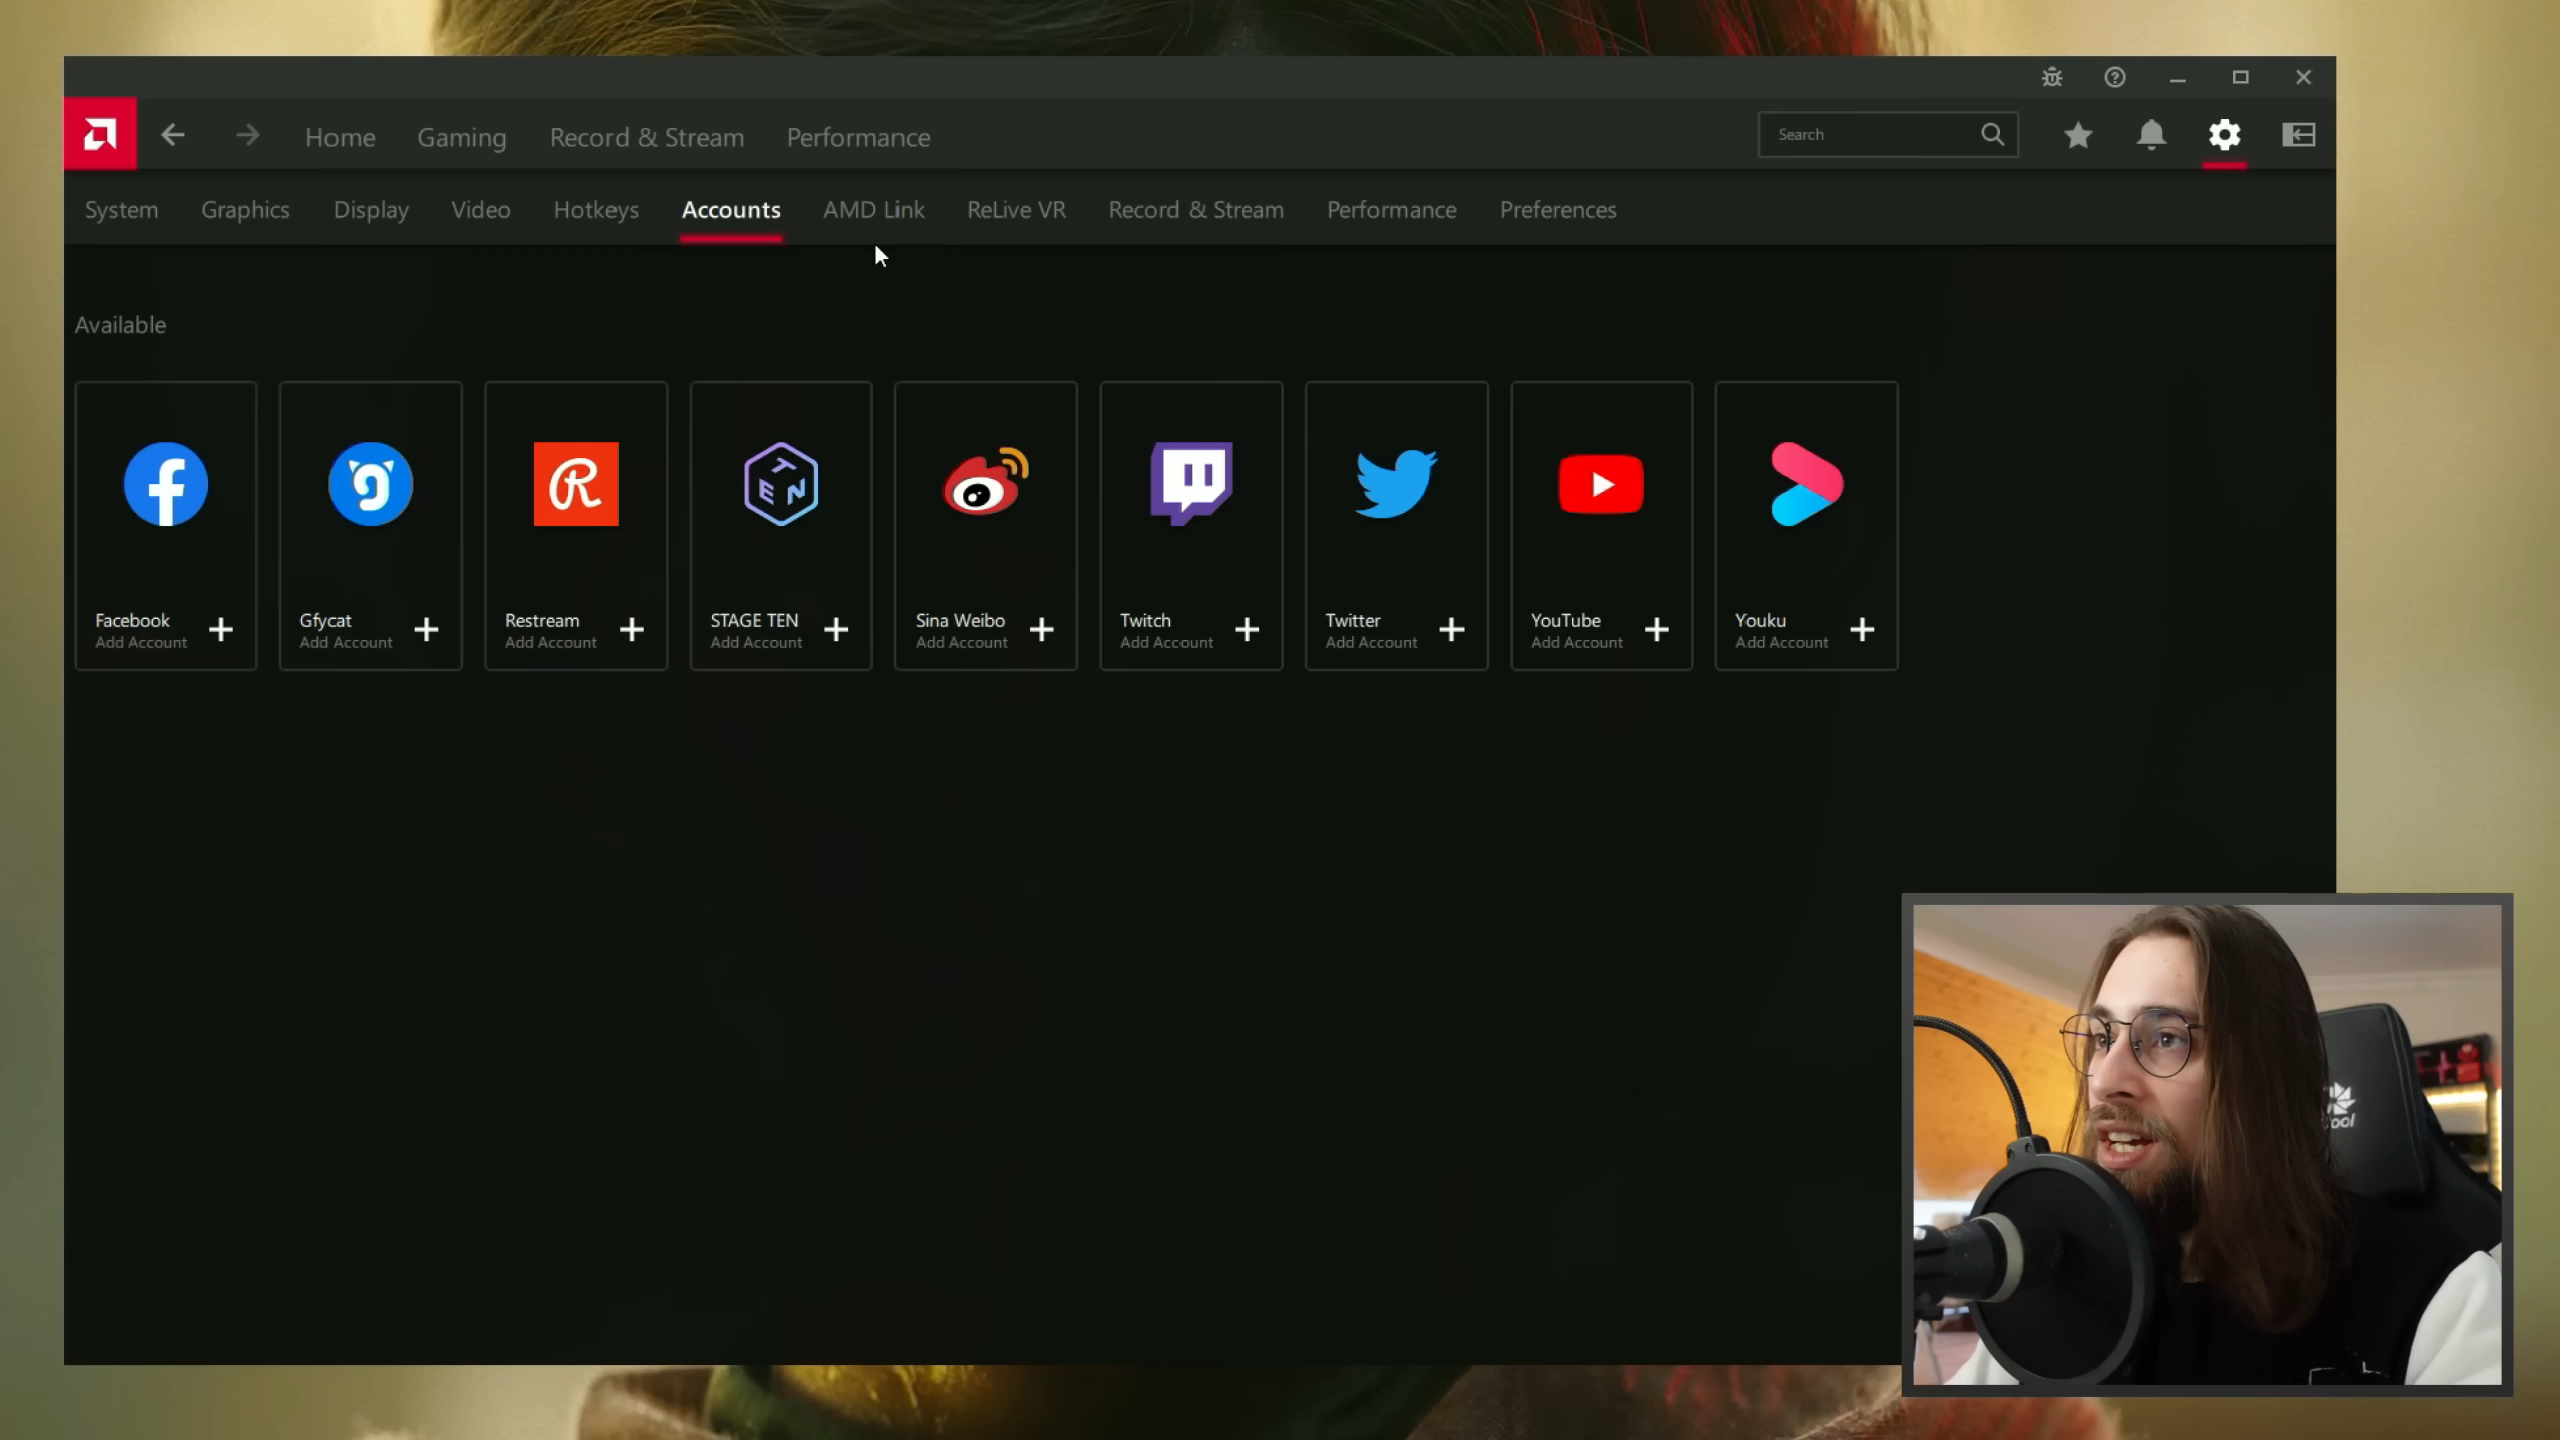 Home Gaming Record & Stream Performance Search
System Graphics Display Video Hotkeys Accounts AMD Link ReLive VR Record & Stream Performance Preferences
Available
TEN
Facebook Gfycat Restream STAGE TEN Sina Weibo Twitch Twitter YouTube Youku
Add Account Add Account Add Account Add Account Add Account Add Account Add Account Add Account Add Account